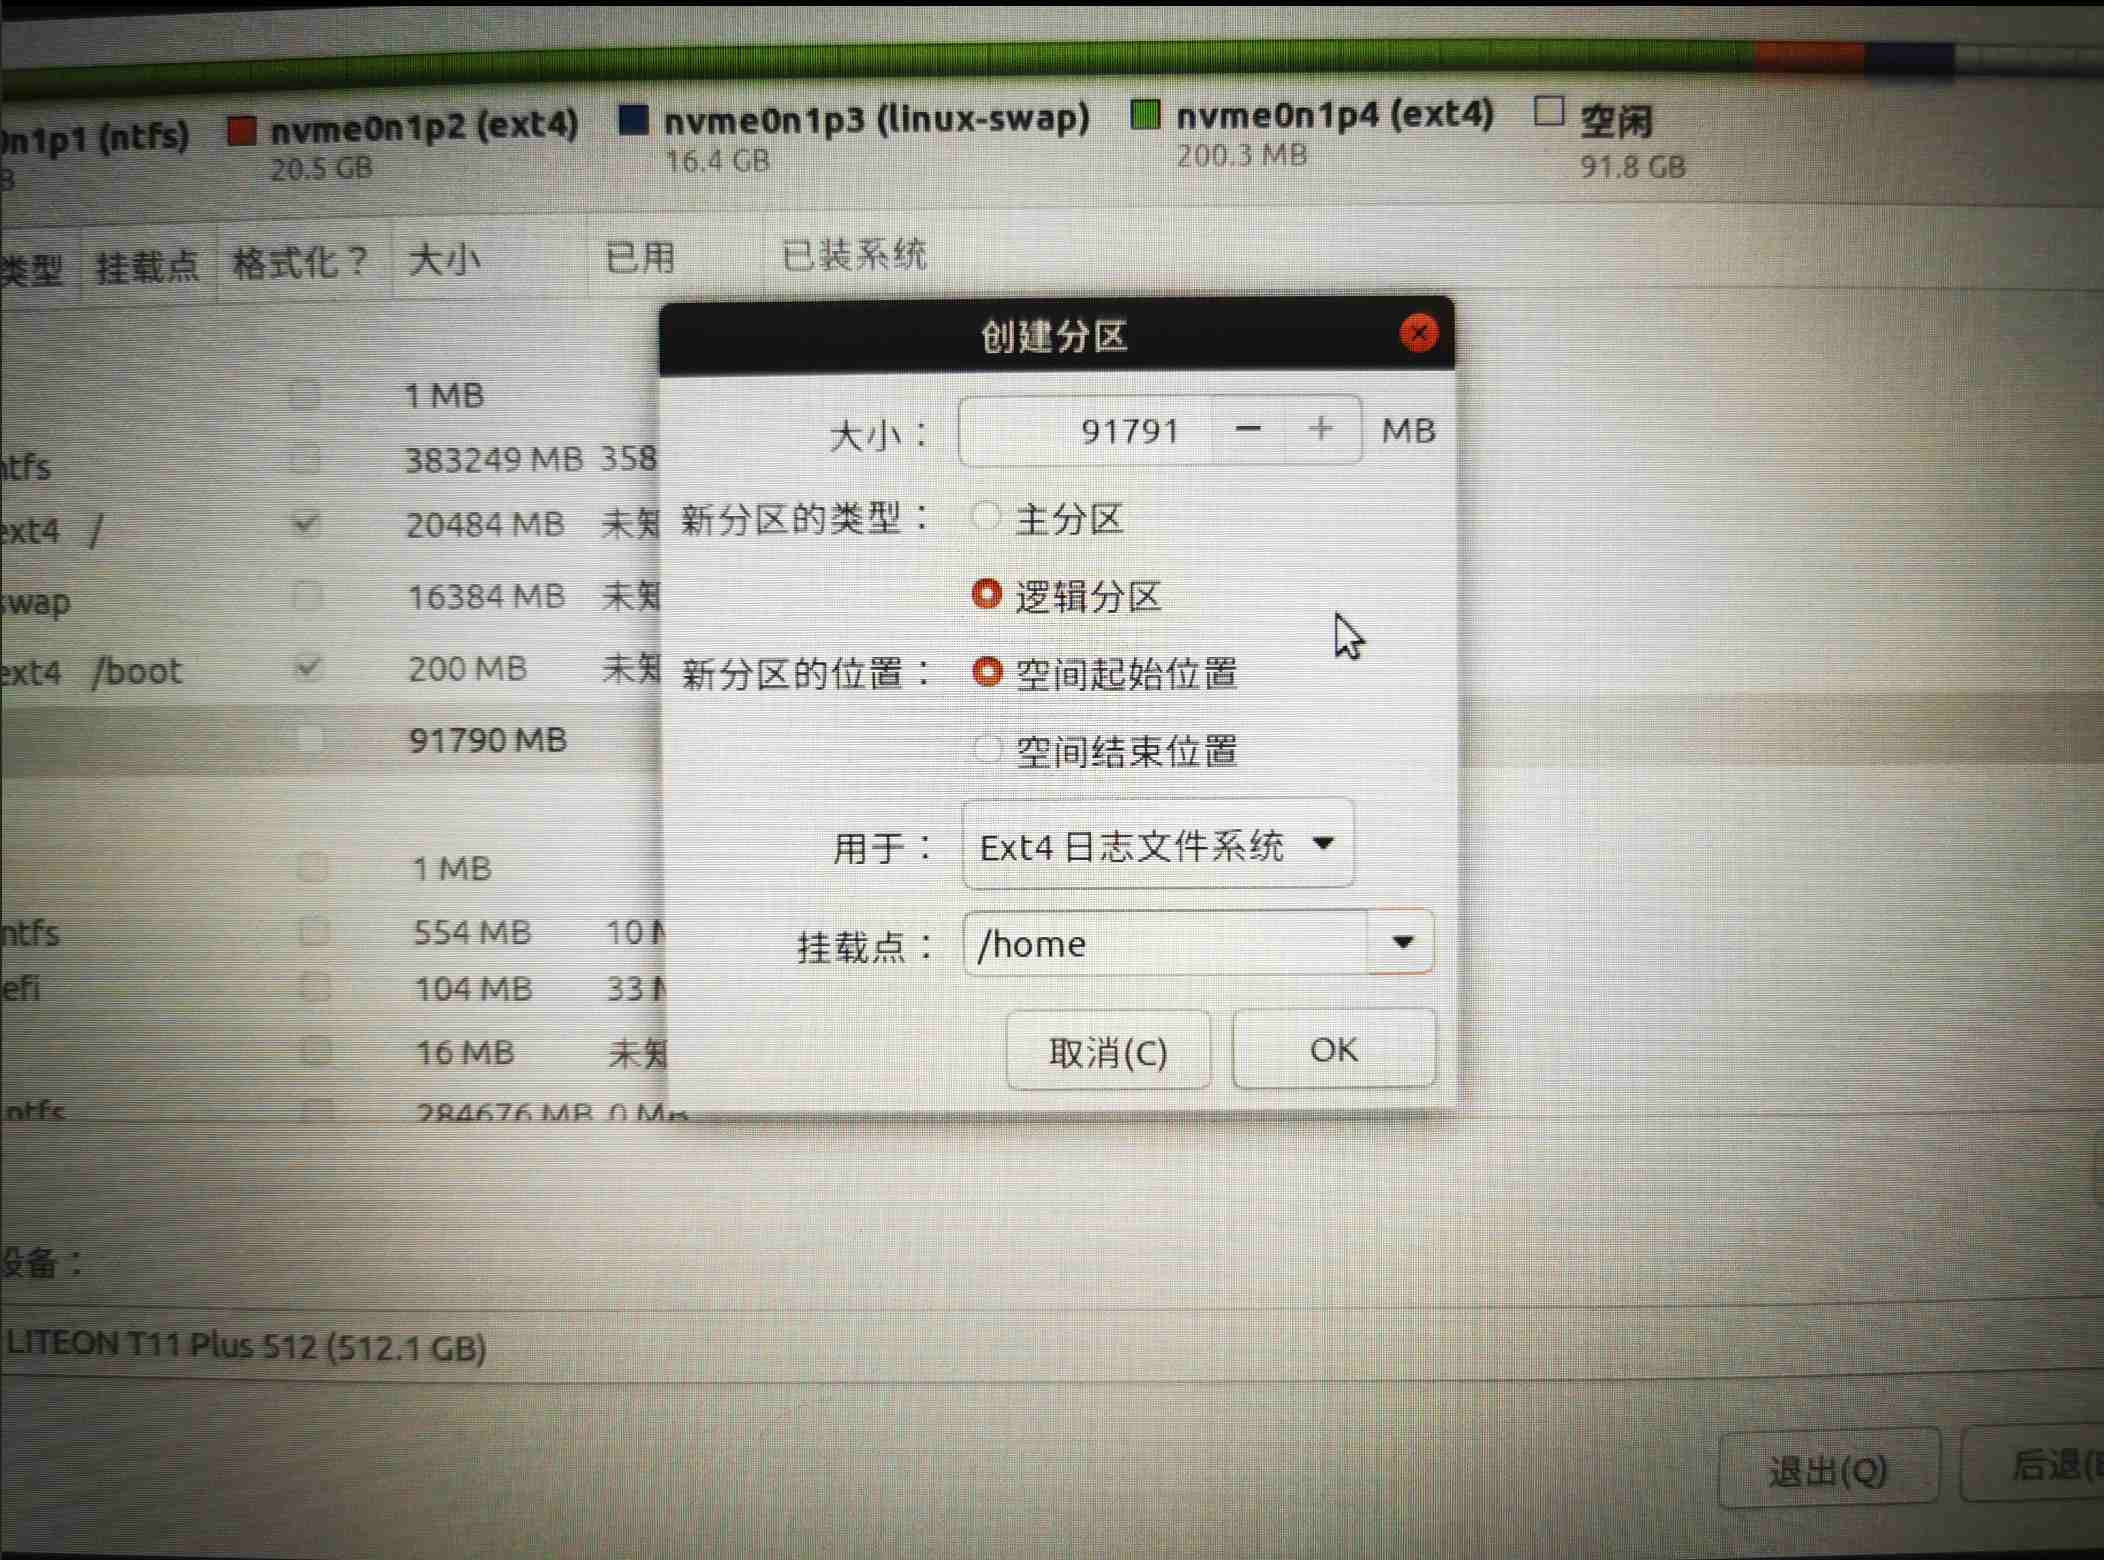 0n1p1 (ntfs) nvme0n1p2 (ext4) nvme0n1p3 (linux-swap) nvme0n1p4 (ext4) 空闲
B 20.5 GB 16.4 GB 200.3 MB 91.8 GB
类型 挂载点 格式化？ 大小 已用 已装系统
创建分区
1 MB
大小： 91791 − + MB
ntfs 383249 MB 358
ext4 / 20484 MB 未知
新分区的类型： 主分区
swap 16384 MB 未知
逻辑分区
ext4 /boot 200 MB 未知
新分区的位置： 空间起始位置
91790 MB
空间结束位置
1 MB
用于： Ext4 日志文件系统
ntfs 554 MB 10 M
挂载点： /home
efi 104 MB 33 M
16 MB 未知
取消(C) OK
ntfs 284676 MB 0 MB
设备：
LITEON T11 Plus 512 (512.1 GB)
退出(Q) 后退(B